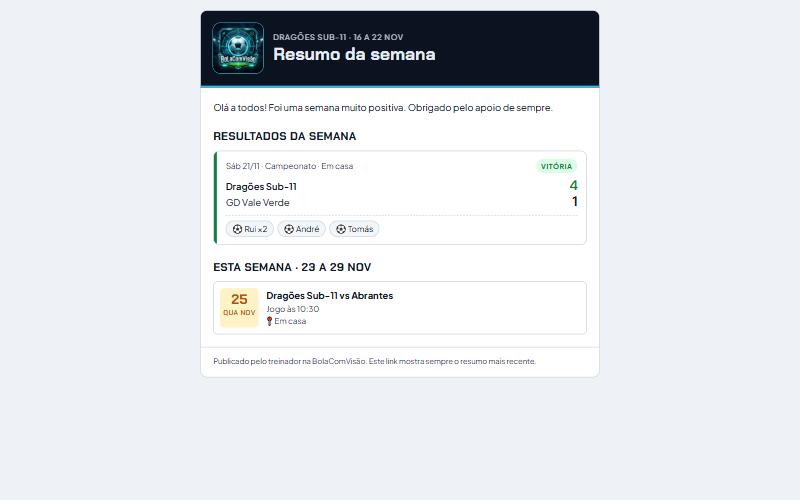 BolaComVisão
DRAGÕES SUB-11 · 16 A 22 NOV
Resumo da semana
Olá a todos! Foi uma semana muito positiva. Obrigado pelo apoio de sempre.
RESULTADOS DA SEMANA
Sáb 21/11 · Campeonato · Em casa
VITÓRIA
Dragões Sub-11 4
GD Vale Verde 1
Rui ×2 André Tomás
ESTA SEMANA · 23 A 29 NOV
25
QUA NOV
Dragões Sub-11 vs Abrantes
Jogo às 10:30
Em casa
Publicado pelo treinador na BolaComVisão. Este link mostra sempre o resumo mais recente.